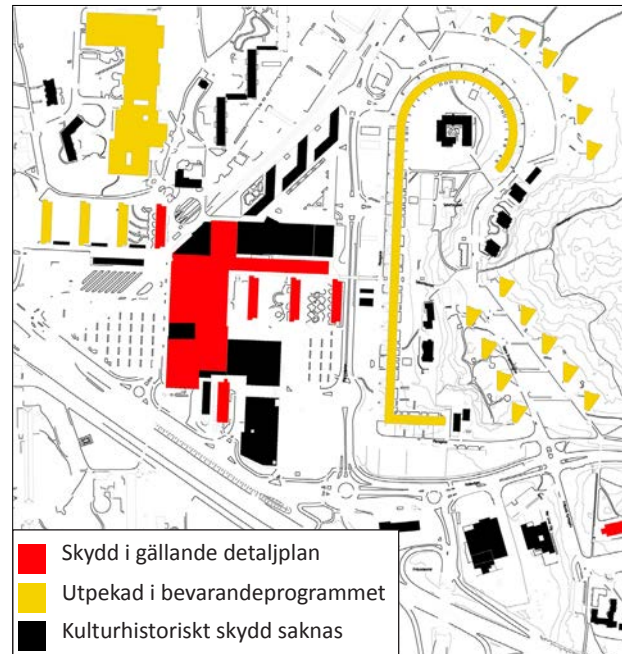 Skydd i gällande detaljplan
Utpekad i bevarandeprogrammet
Kulturhistoriskt skydd saknas